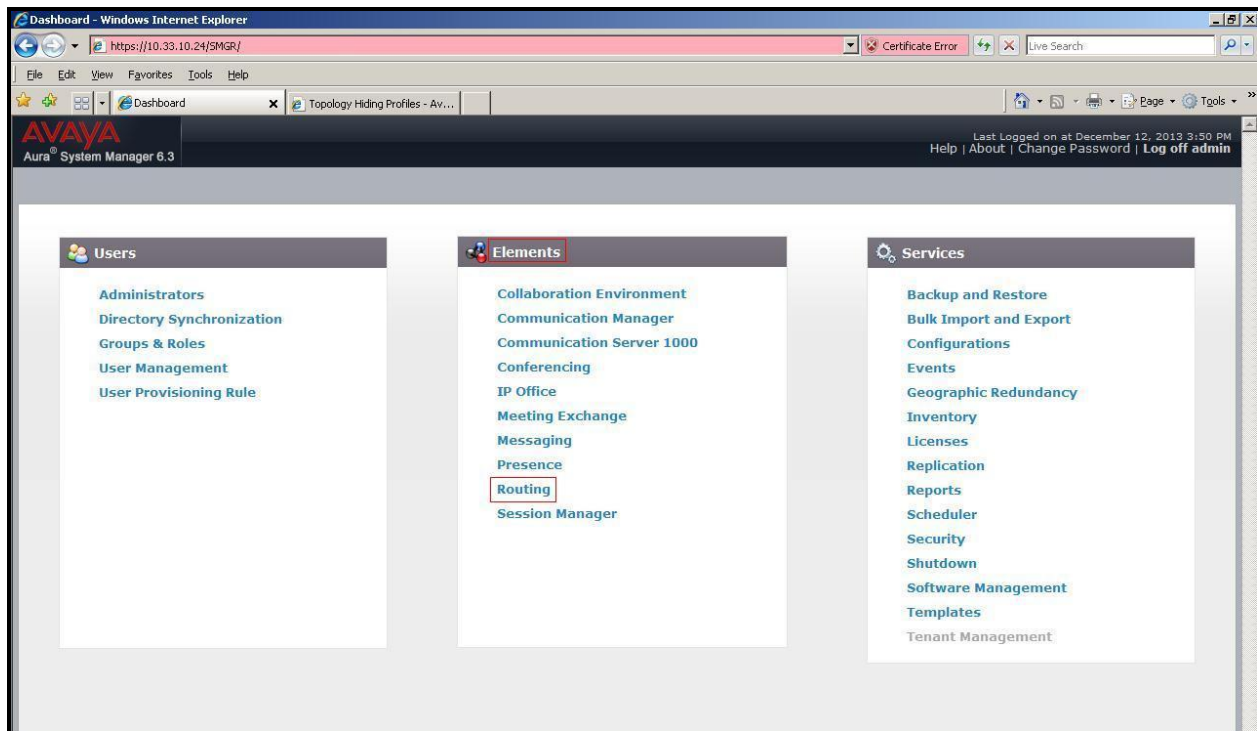 Dashboard - Windows Internet Explorer
https://10.33.10.24/SMGR/
Certificate Error
Live Search
File Edit View Favorites Tools Help
Dashboard
Topology Hiding Profiles - Av...
Page
Tools
AVAYA
Aura® System Manager 6.3
Last Logged on at December 12, 2013 3:50 PM
Help | About | Change Password | Log off admin
Users
Administrators
Directory Synchronization
Groups & Roles
User Management
User Provisioning Rule
Elements
Collaboration Environment
Communication Manager
Communication Server 1000
Conferencing
IP Office
Meeting Exchange
Messaging
Presence
Routing
Session Manager
Services
Backup and Restore
Bulk Import and Export
Configurations
Events
Geographic Redundancy
Inventory
Licenses
Replication
Reports
Scheduler
Security
Shutdown
Software Management
Templates
Tenant Management